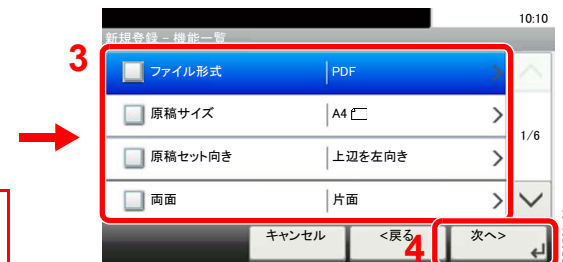 10:10
新規登録 - 機能一覧
3
ファイル形式 PDF
原稿サイズ A4
1/6
原稿セット向き 上辺を左向き
両面 片面
キャンセル <戻る 次へ>
4